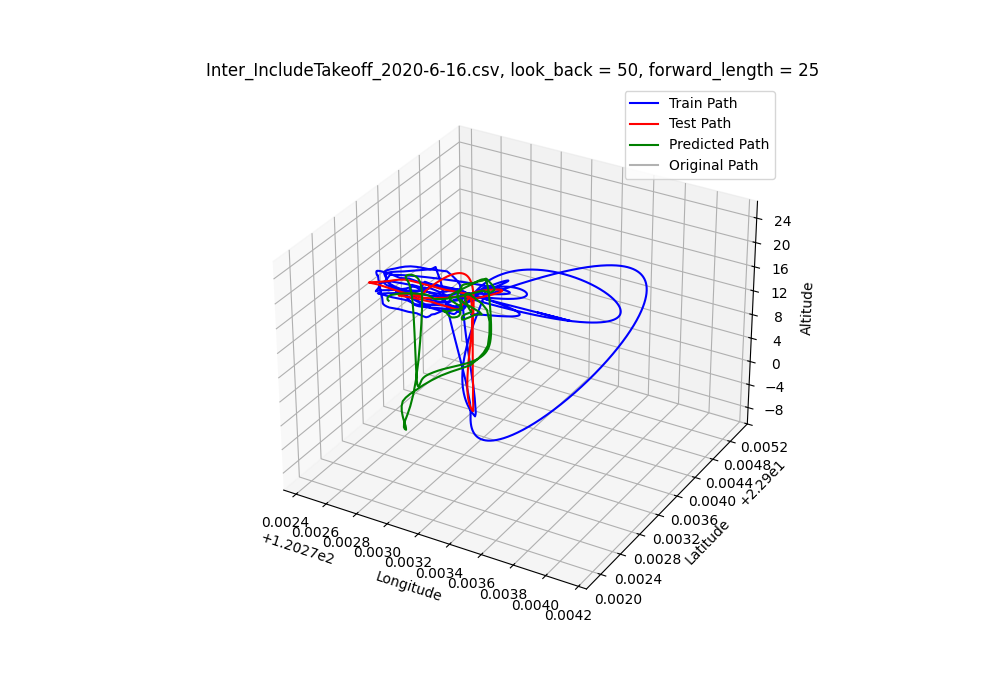 Inter_IncludeTakeoff_2020-6-16.csv, look_back = 50, forward_length = 25
Train Path
Test Path
Predicted Path
Original Path
24
20
16
12
8
4
0
−4
−8
Altitude
0.0052
0.0048
0.0044
0.0040
0.0036
0.0032
0.0028
0.0024
0.0020
+2.29e1
Latitude
0.0024
0.0026
0.0028
0.0030
0.0032
0.0034
0.0036
0.0038
0.0040
0.0042
+1.2027e2
Longitude